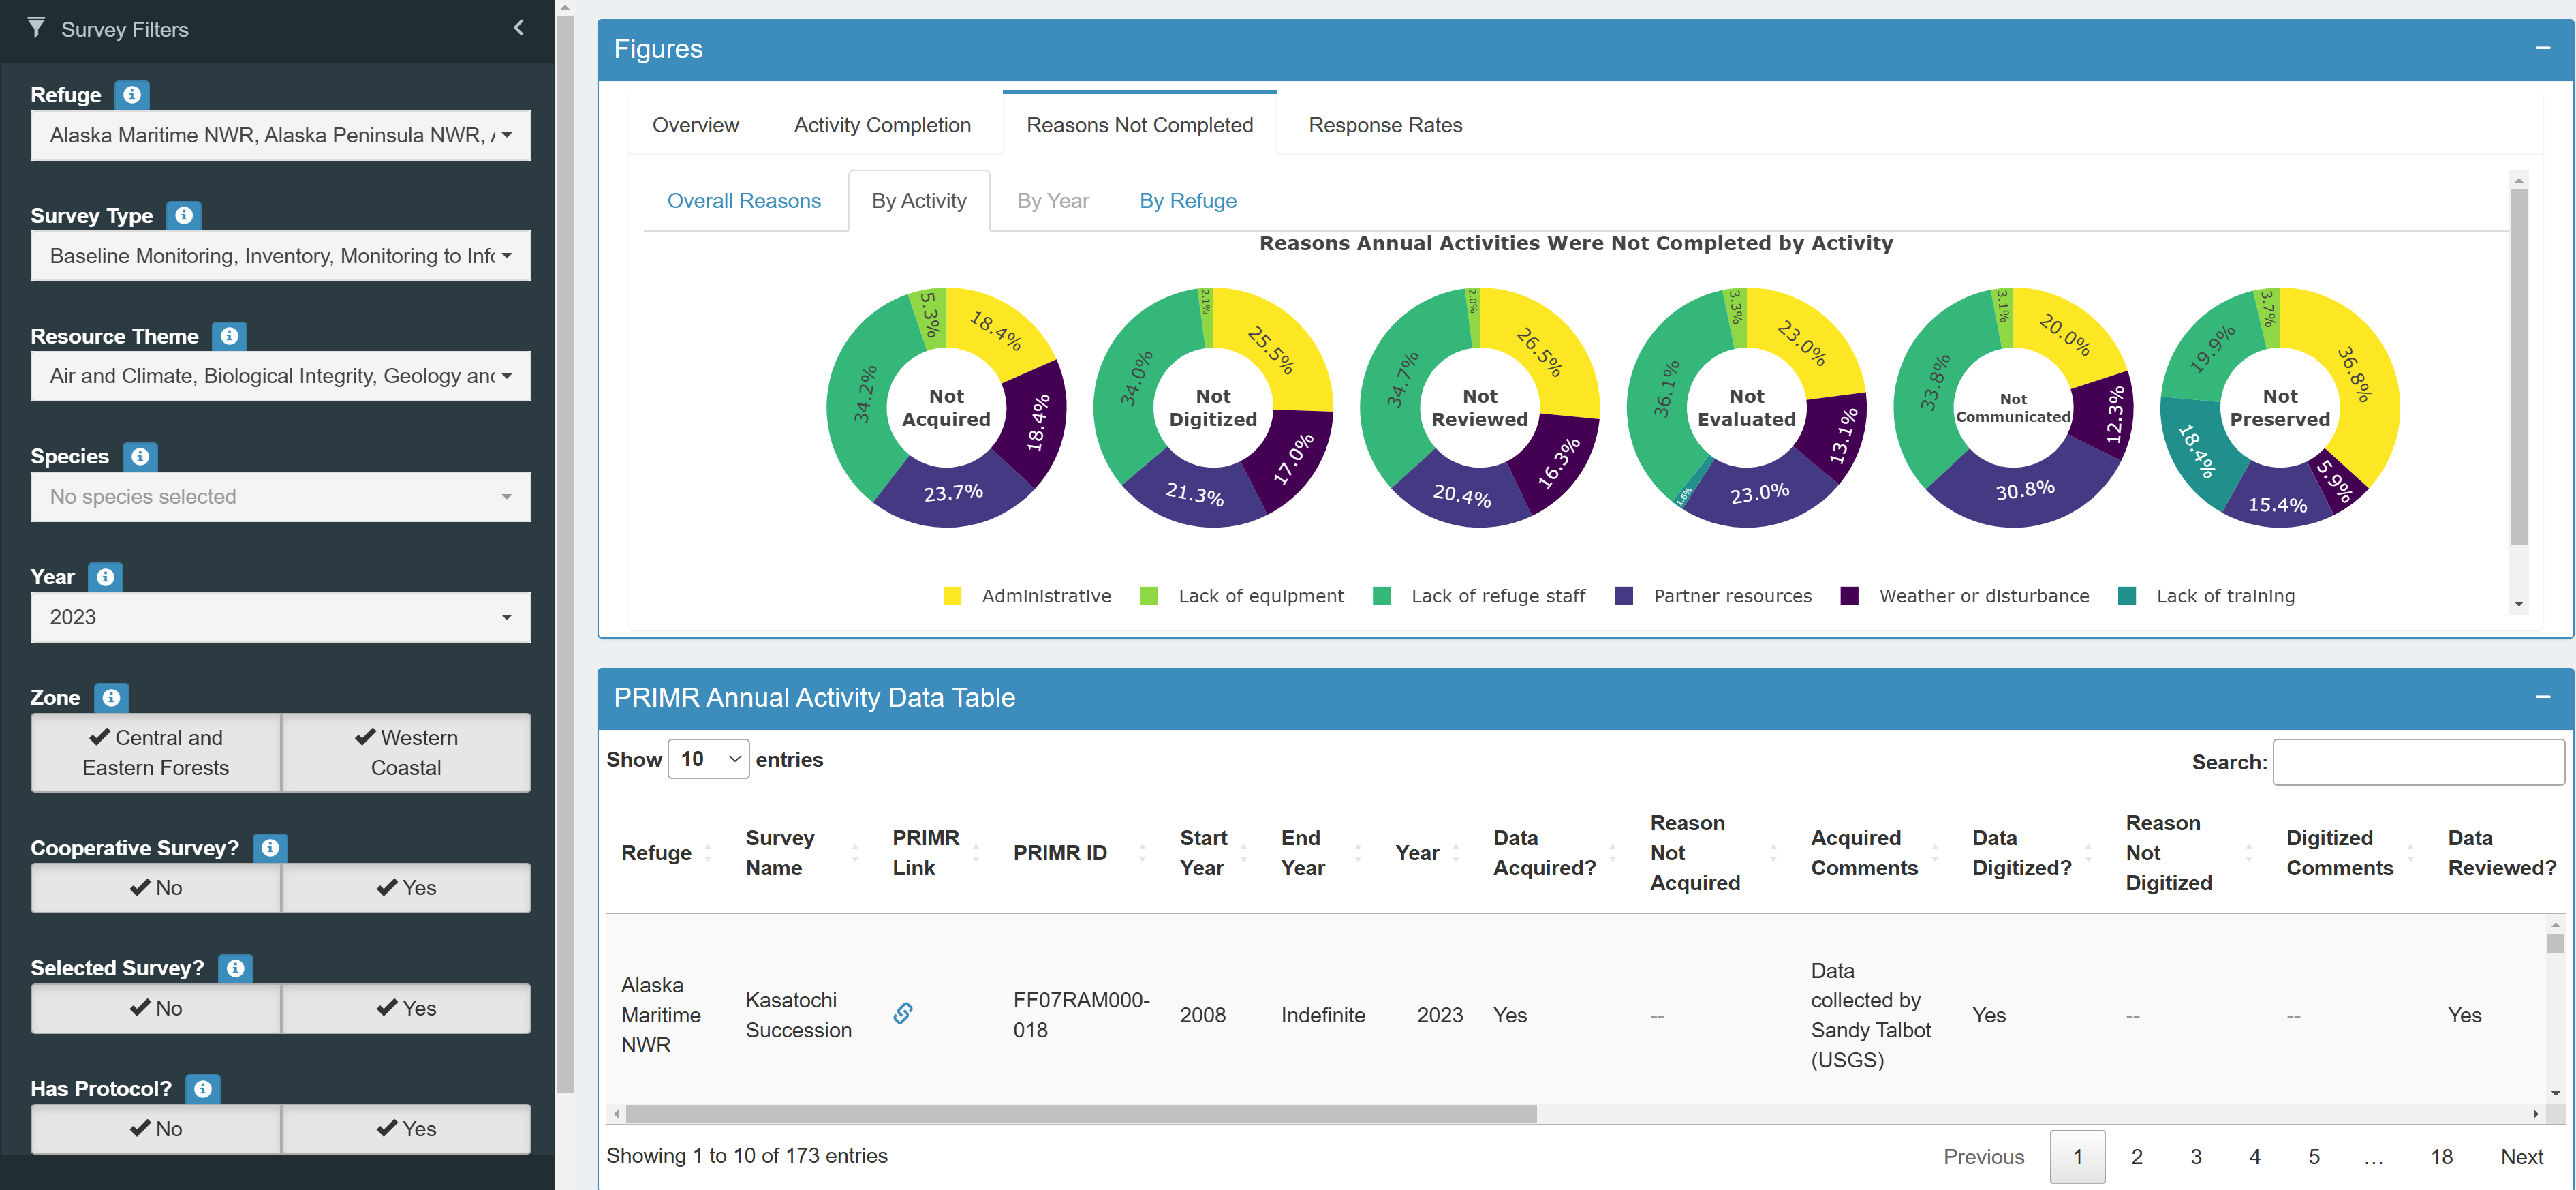 Survey Filters
Refuge
Alaska Maritime NWR, Alaska Peninsula NWR, A
Survey Type
Baseline Monitoring, Inventory, Monitoring to Info
Resource Theme
Air and Climate, Biological Integrity, Geology and
Species
No species selected
Year
2023
Zone
Central and
Eastern Forests
Western
Coastal
Cooperative Survey?
No Yes
Selected Survey?
No Yes
Has Protocol?
No Yes
Figures
Overview Activity Completion Reasons Not Completed Response Rates
Overall Reasons By Activity By Year By Refuge
Reasons Annual Activities Were Not Completed by Activity
Not
Acquired
5.3%
18.4%
18.4%
23.7%
34.2%
Not
Digitized
2.1%
25.5%
17.0%
21.3%
34.0%
Not
Reviewed
2.0%
26.5%
16.3%
20.4%
34.7%
Not
Evaluated
3.3%
23.0%
13.1%
23.0%
1.6%
36.1%
Not
Communicated
3.1%
20.0%
12.3%
30.8%
33.8%
Not
Preserved
3.7%
36.8%
5.9%
15.4%
18.4%
19.9%
Administrative Lack of equipment Lack of refuge staff Partner resources Weather or disturbance Lack of training
PRIMR Annual Activity Data Table
Show 10 entries
Search:
Refuge
Survey
Name
PRIMR
Link
PRIMR ID
Start
Year
End
Year
Year
Data
Acquired?
Reason
Not
Acquired
Acquired
Comments
Data
Digitized?
Reason
Not
Digitized
Digitized
Comments
Data
Reviewed?
Alaska
Maritime
NWR
Kasatochi
Succession
FF07RAM000-
018
2008
Indefinite
2023
Yes
--
Data
collected by
Sandy Talbot
(USGS)
Yes
--
--
Yes
Showing 1 to 10 of 173 entries
Previous 1 2 3 4 5 … 18 Next